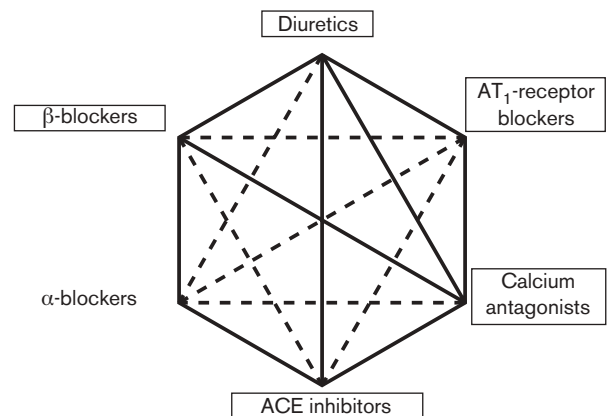 Diuretics
β-blockers
AT₁-receptor
blockers
α-blockers
Calcium
antagonists
ACE inhibitors